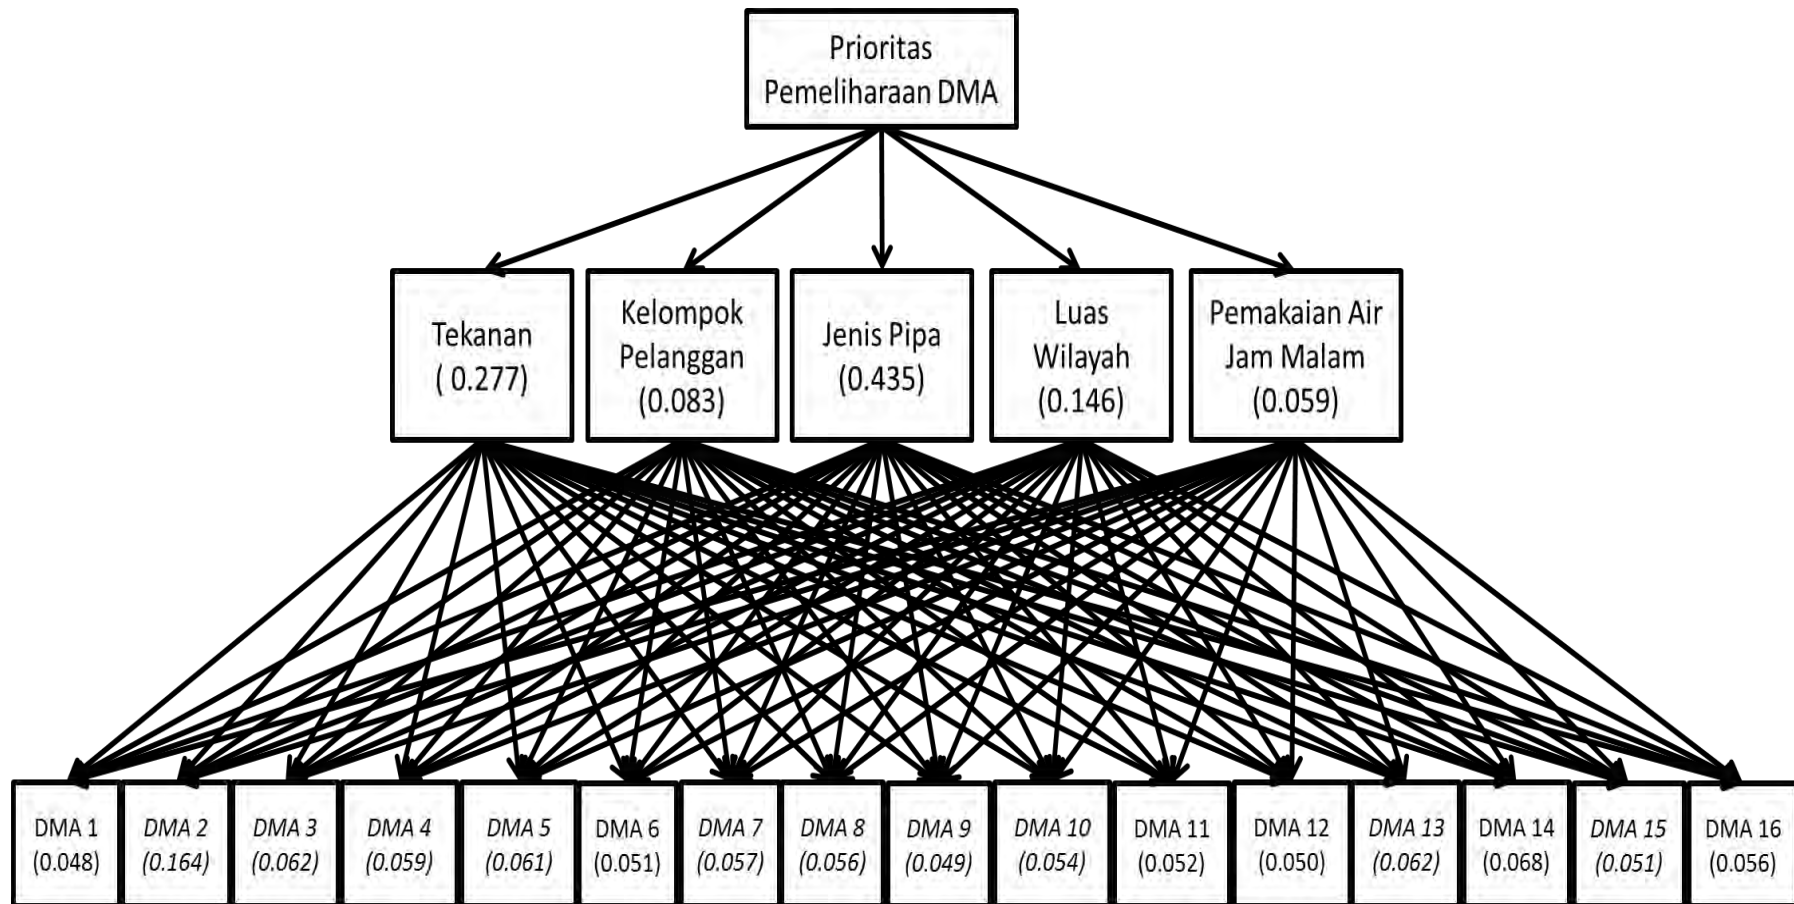 Prioritas
Pemeliharaan DMA
Tekanan
( 0.277)
Kelompok
Pelanggan
(0.083)
Jenis Pipa
(0.435)
Luas
Wilayah
(0.146)
Pemakaian Air
Jam Malam
(0.059)
DMA 1
(0.048)
DMA 2
(0.164)
DMA 3
(0.062)
DMA 4
(0.059)
DMA 5
(0.061)
DMA 6
(0.051)
DMA 7
(0.057)
DMA 8
(0.056)
DMA 9
(0.049)
DMA 10
(0.054)
DMA 11
(0.052)
DMA 12
(0.050)
DMA 13
(0.062)
DMA 14
(0.068)
DMA 15
(0.051)
DMA 16
(0.056)